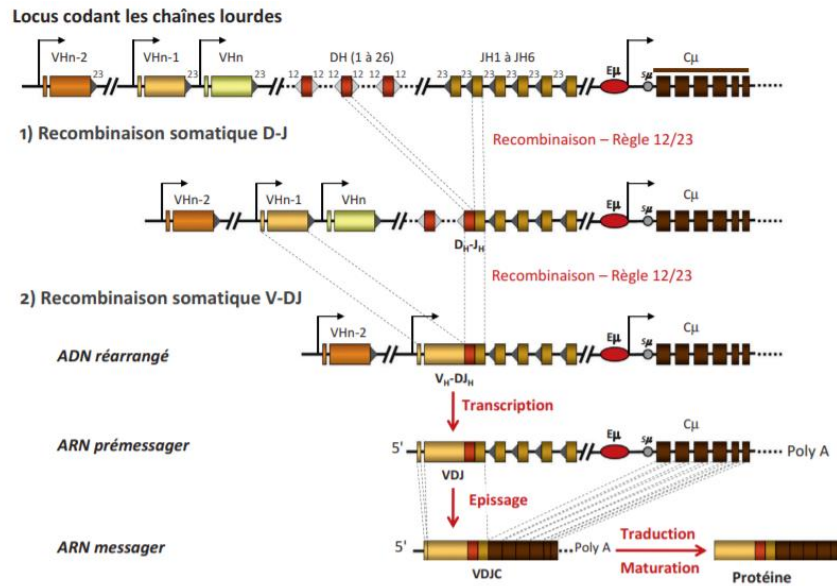 Locus codant les chaînes lourdes
VHn-2 VHn-1 VHn DH (1 à 26) JH1 à JH6 Cµ
23 23 23 12 12 12 12 12 12 23 23 23 23 23 23 Eµ Sµ
1) Recombinaison somatique D-J
Recombinaison – Règle 12/23
VHn-2 VHn-1 VHn Cµ
Eµ Sµ
DH-JH
Recombinaison – Règle 12/23
2) Recombinaison somatique V-DJ
VHn-2 Cµ
Eµ Sµ
ADN réarrangé
VH-DJH
Transcription
Cµ
Eµ Sµ
ARN prémessager 5' Poly A
VDJ
Epissage
Traduction
ARN messager 5' Poly A
Maturation
VDJC Protéine